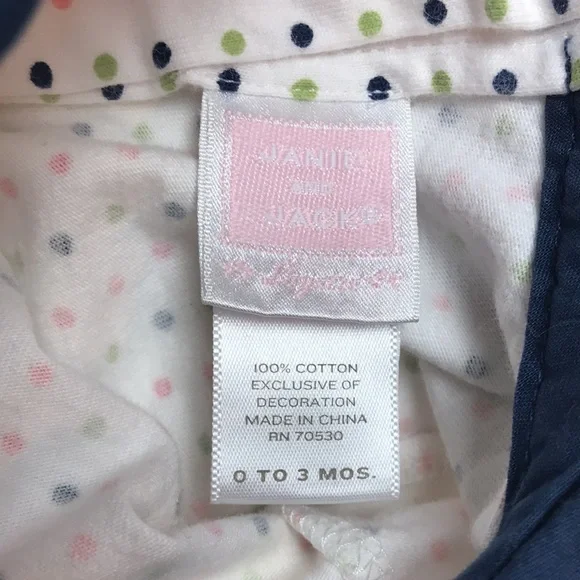 JANIE
AND
JACK®
100% COTTON
EXCLUSIVE OF
DECORATION
MADE IN CHINA
RN 70530
0 TO 3 MOS.